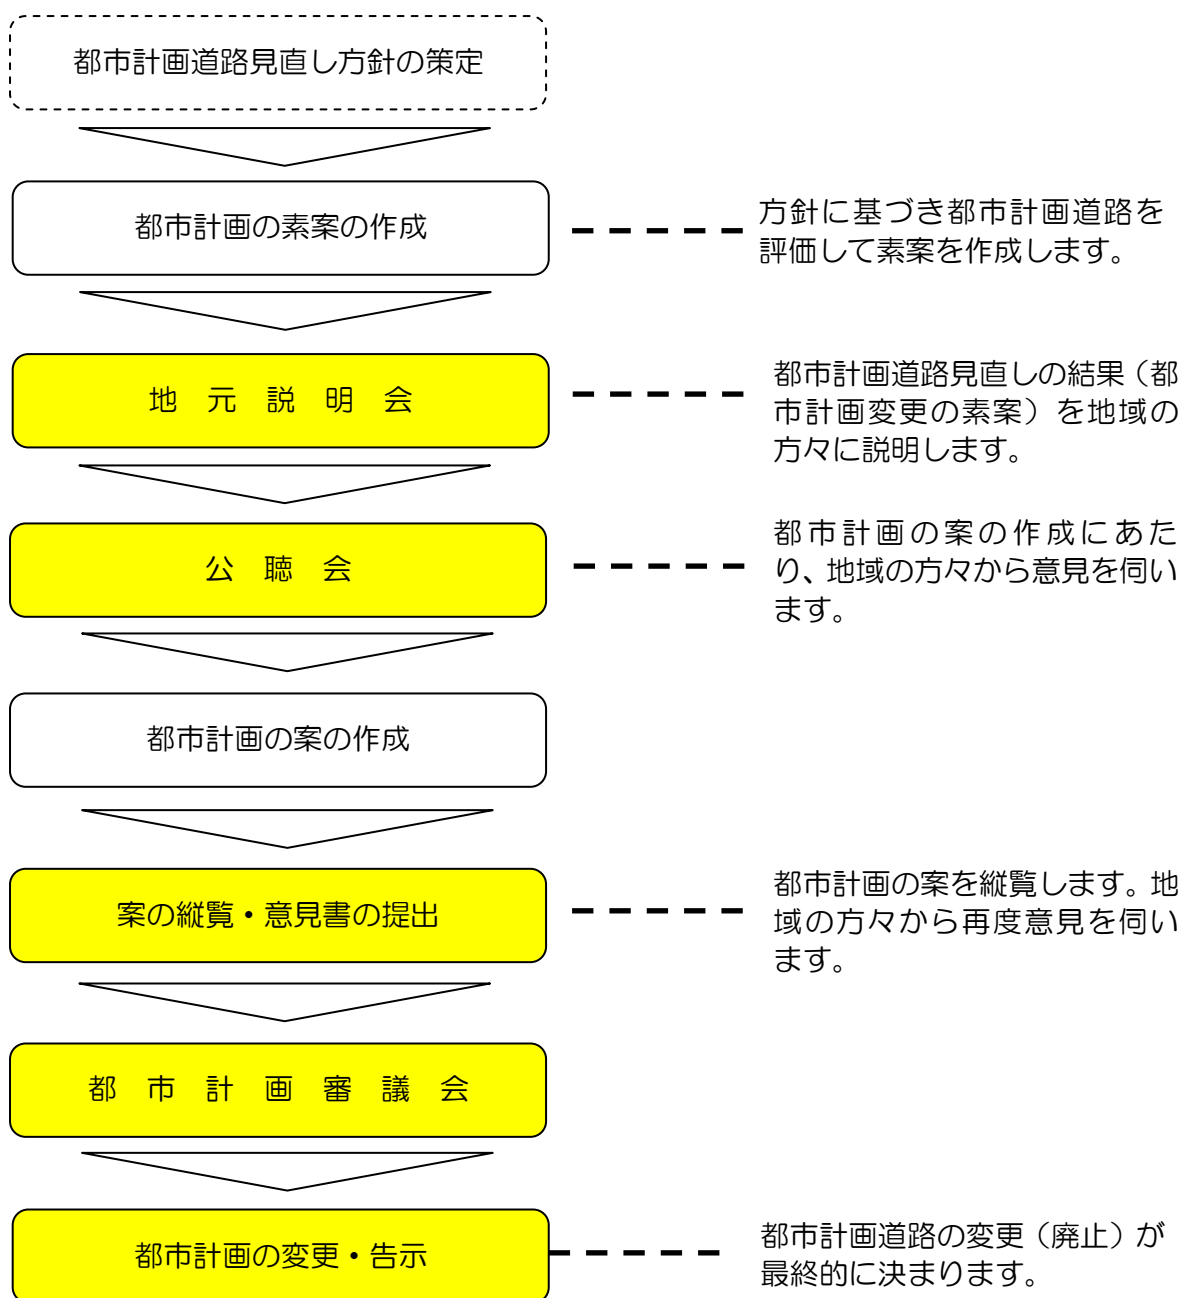 都市計画道路見直し方針の策定
都市計画の素案の作成
方針に基づき都市計画道路を
評価して素案を作成します。
地 元 説 明 会
都市計画道路見直しの結果（都
市計画変更の素案）を地域の
方々に説明します。
公 聴 会
都市計画の案の作成にあた
り、地域の方々から意見を伺い
ます。
都市計画の案の作成
案の縦覧・意見書の提出
都市計画の案を縦覧します。地
域の方々から再度意見を伺い
ます。
都 市 計 画 審 議 会
都市計画の変更・告示
都市計画道路の変更（廃止）が
最終的に決まります。